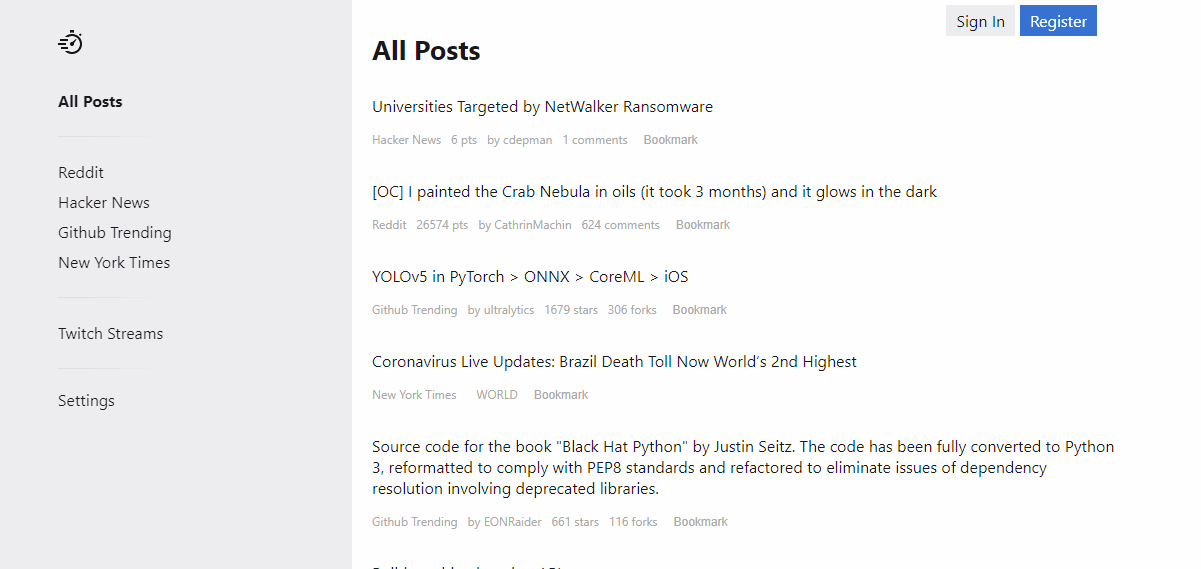 Sign In
Register
All Posts
All Posts
Reddit
Hacker News
Github Trending
New York Times
Twitch Streams
Settings
Universities Targeted by NetWalker Ransomware
Hacker News 6 pts by cdepman 1 comments Bookmark
[OC] I painted the Crab Nebula in oils (it took 3 months) and it glows in the dark
Reddit 26574 pts by CathrinMachin 624 comments Bookmark
YOLOv5 in PyTorch > ONNX > CoreML > iOS
Github Trending by ultralytics 1679 stars 306 forks Bookmark
Coronavirus Live Updates: Brazil Death Toll Now World’s 2nd Highest
New York Times WORLD Bookmark
Source code for the book "Black Hat Python" by Justin Seitz. The code has been fully converted to Python
3, reformatted to comply with PEP8 standards and refactored to eliminate issues of dependency
resolution involving deprecated libraries.
Github Trending by EONRaider 661 stars 116 forks Bookmark